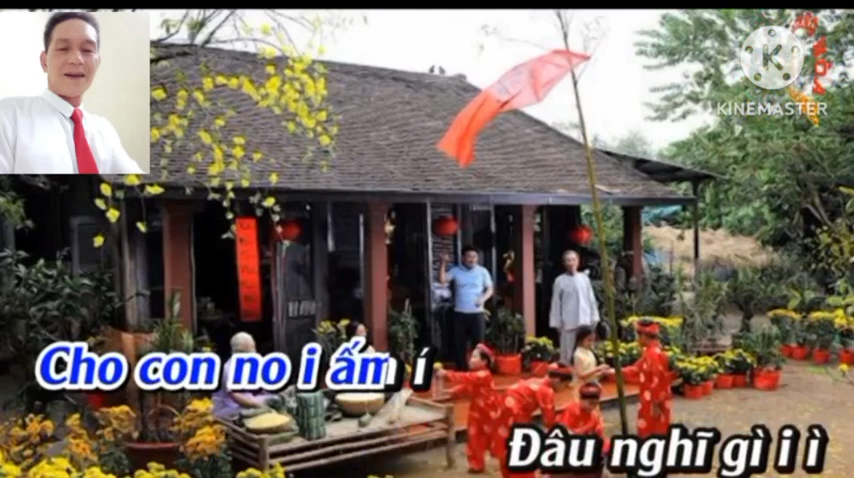 KINEMASTER
Cho con no i ấm í
Đâu nghĩ gì i ì